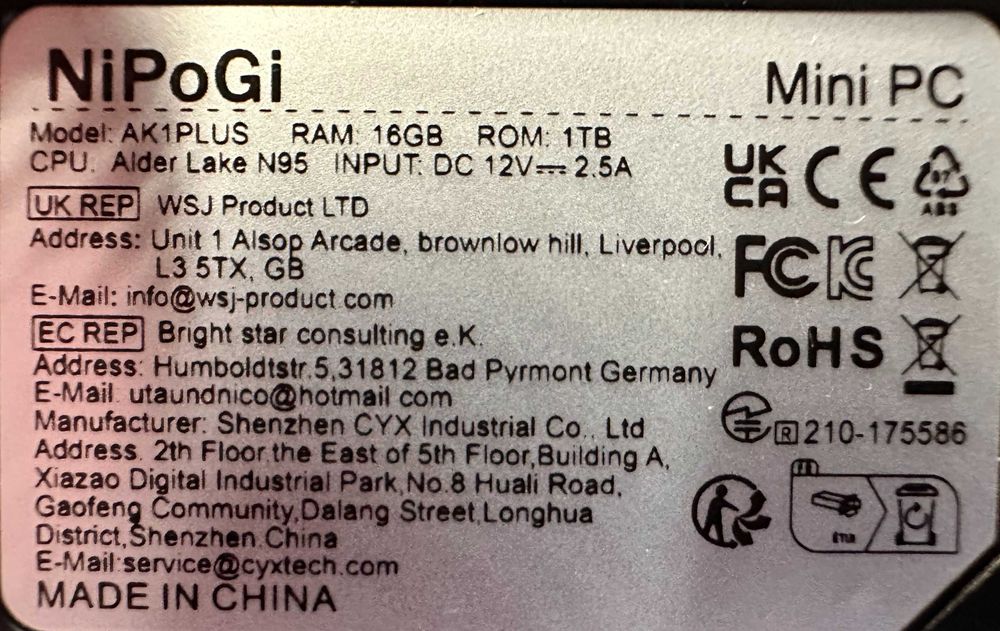 NiPoGi
Mini PC
Model: AK1PLUS RAM: 16GB ROM: 1TB
CPU: Alder Lake N95 INPUT: DC 12V⎓2.5A
UK REP WSJ Product LTD
Address: Unit 1 Alsop Arcade, brownlow hill, Liverpool,
L3 5TX, GB
E-Mail: info@wsj-product.com
EC REP Bright star consulting e.K.
Address: Humboldtstr.5,31812 Bad Pyrmont Germany
E-Mail: utaundnico@hotmail.com
Manufacturer: Shenzhen CYX Industrial Co., Ltd
Address: 2th Floor,the East of 5th Floor,Building A,
Xiazao Digital Industrial Park,No.8 Huali Road,
Gaofeng Community,Dalang Street,Longhua
District,Shenzhen.China
E-Mail:service@cyxtech.com
MADE IN CHINA
UK
CA CE
ABS
FC
RoHS
R 210-175586